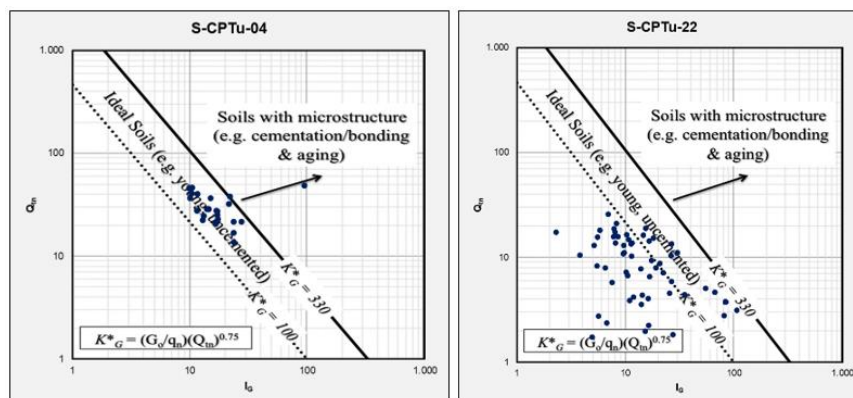 S-CPTu-04
1.000
100
10
1
Qtn
1
10
100
1.000
IG
Soils with microstructure
(e.g. cementation/bonding
& aging)
Ideal Soils (e.g. young, uncemented)
K*G = 330
K*G = 100
K*G = (Go/qn)(Qtn)0.75
S-CPTu-22
1.000
100
10
1
Qtn
1
10
100
1.000
IG
Soils with microstructure
(e.g. cementation/bonding
& aging)
Ideal Soils (e.g. young, uncemented)
K*G = 330
K*G = 100
K*G = (Go/qn)(Qtn)0.75